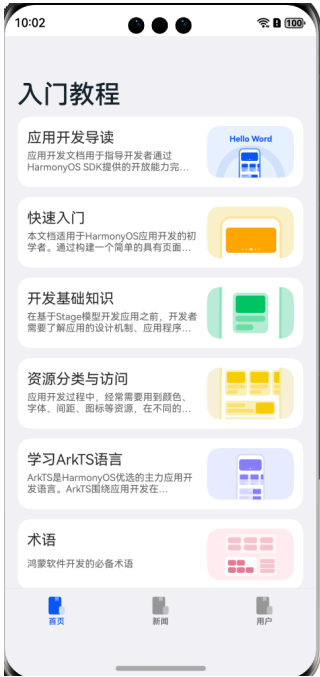 10:02
100
入门教程
应用开发导读
应用开发文档用于指导开发者通过
HarmonyOS SDK提供的开放能力完...
Hello Word
快速入门
本文档适用于HarmonyOS应用开发的初
学者。通过构建一个简单的具有页面...
开发基础知识
在基于Stage模型开发应用之前，开发者
需要了解应用的设计机制、应用程序...
资源分类与访问
应用开发过程中，经常需要用到颜色、
字体、间距、图标等资源，在不同的...
学习ArkTS语言
ArkTS是HarmonyOS优选的主力应用开
发语言。ArkTS围绕应用开发在...
术语
鸿蒙软件开发的必备术语
首页
新闻
用户